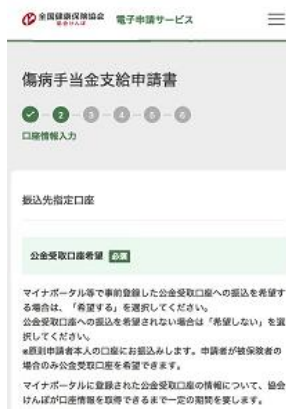 全国健康保険協会
協会けんぽ
電子申請サービス
傷病手当金支給申請書
2 3 4 5 6
口座情報入力
振込先指定口座
公金受取口座希望 必須
マイナポータル等で事前登録した公金受取口座への振込を希望す
る場合は、「希望する」を選択してください。
公金受取口座への振込を希望されない場合は「希望しない」を選
択してください。
※原則申請者本人の口座にお振込みします。申請者が被保険者の
場合のみ公金受取口座を希望できます。
マイナポータルに登録された公金受取口座の情報について、協会
けんぽが口座情報を取得できるまで一定の期間を要します。